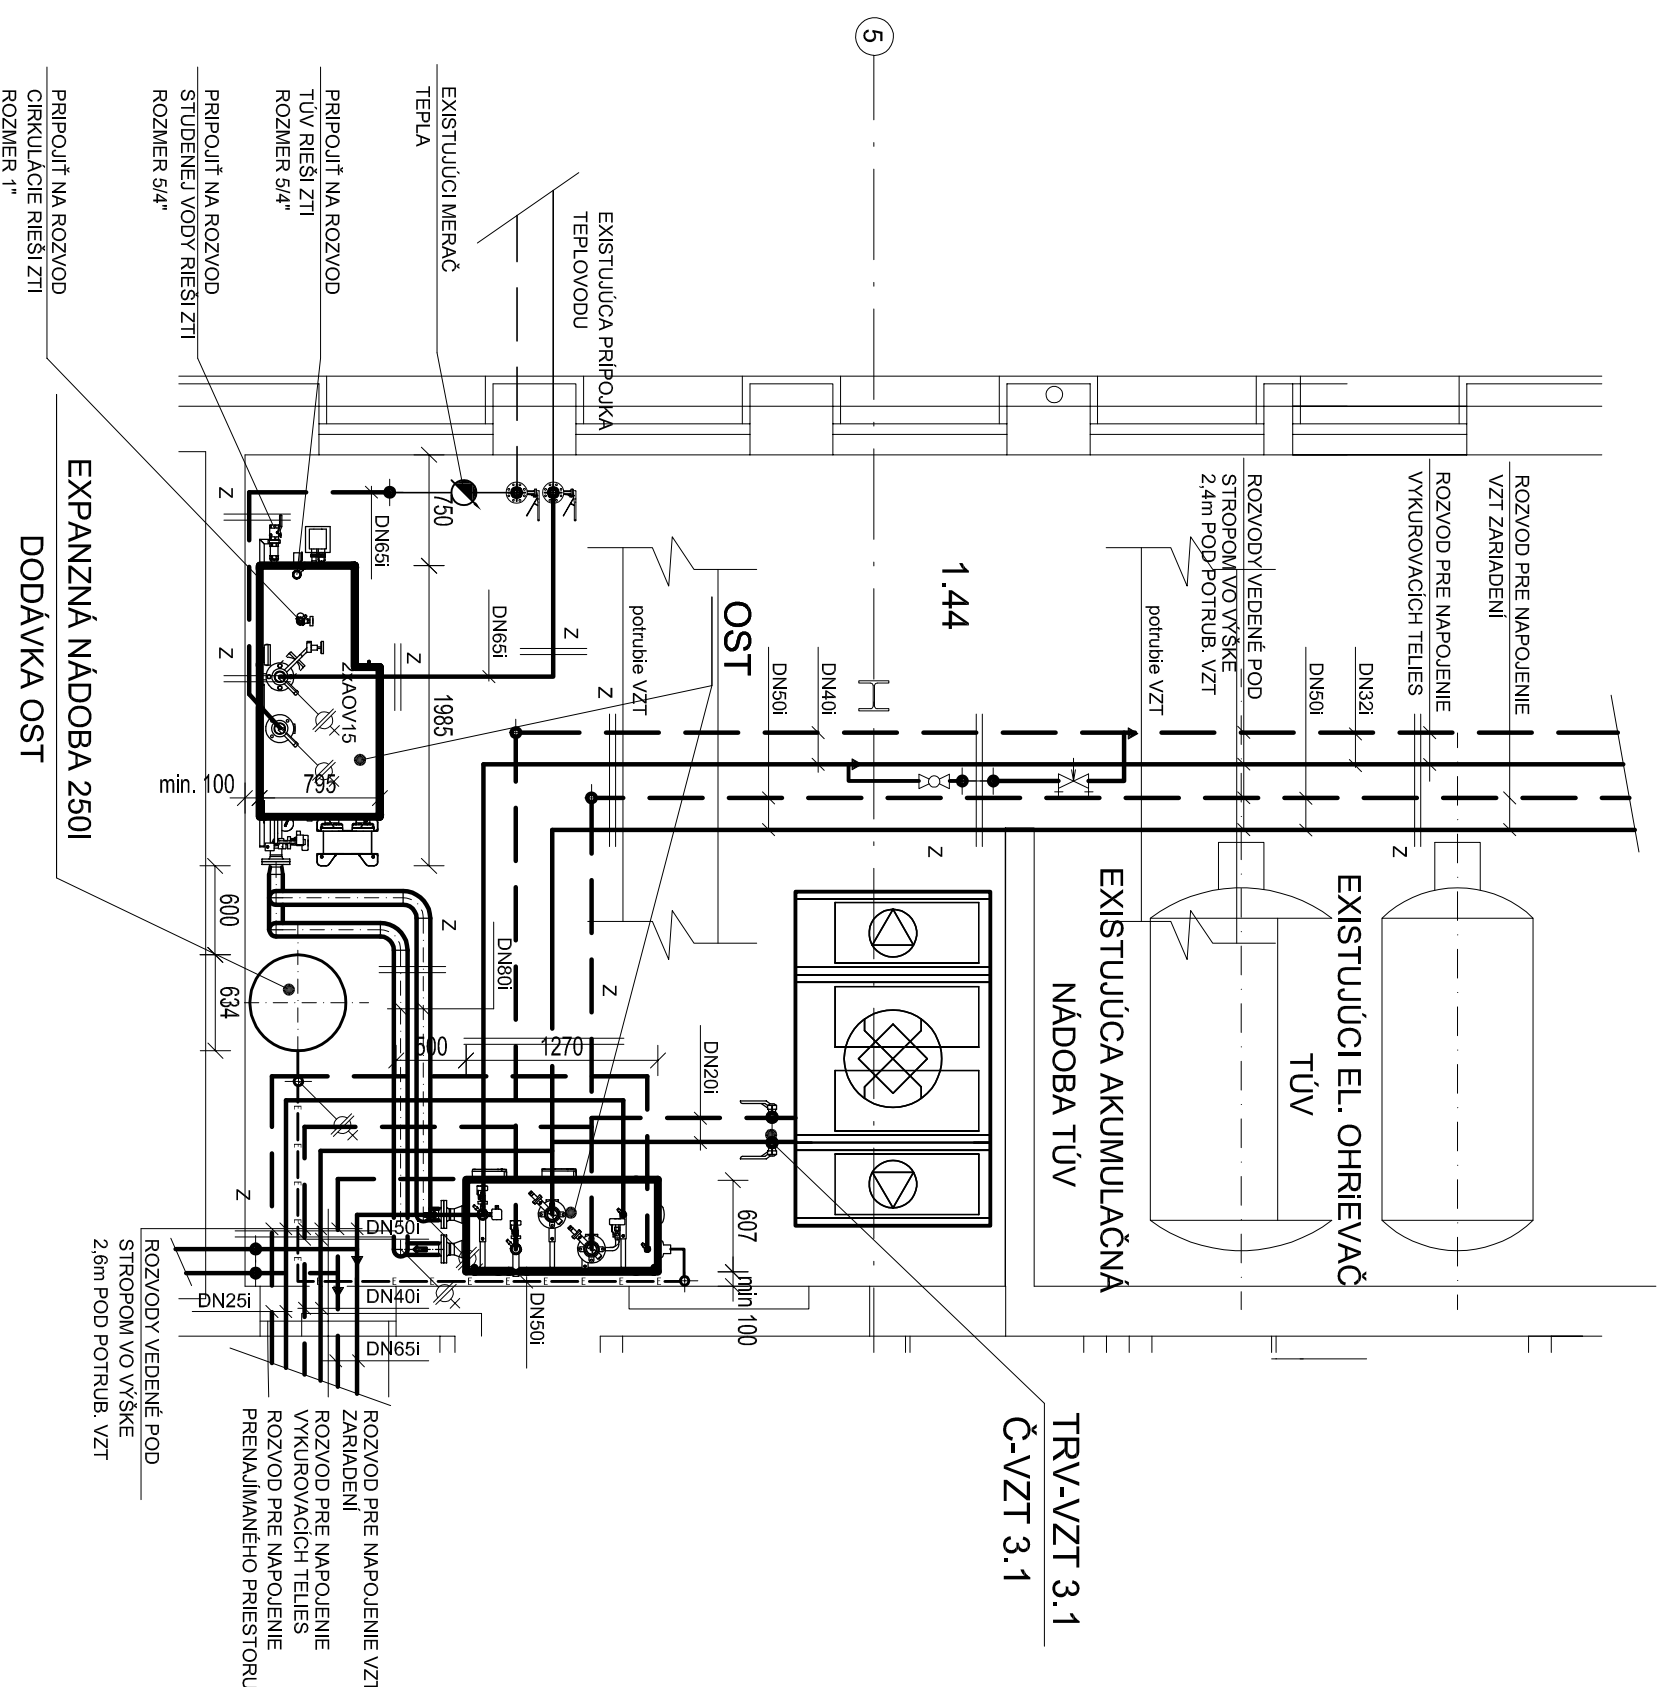 5
EXISTUJÚCI MERAČ
TEPLA
PRIPOJIŤ NA ROZVOD
TÚV RIEŠI ZTI
ROZMER 5/4"
PRIPOJIŤ NA ROZVOD
STUDENEJ VODY RIEŠI ZTI
ROZMER 5/4"
PRIPOJIŤ NA ROZVOD
CIRKULÁCIE RIEŠI ZTI
ROZMER 1"
EXISTUJÚCA PRÍPOJKA
TEPLOVODU
ROZVOD PRE NAPOJENIE
VZT ZARIADENÍ
ROZVOD PRE NAPOJENIE
VYKUROVACÍCH TELIES
ROZVODY VEDENÉ POD
STROPOM VO VÝŠKE
2,4m POD POTRUB. VZT
potrubie VZT
potrubie VZT
1.44
OST
DN32i
DN50i
DN40i
DN50i
DN65i
DN65i
Z
Z
Z
Z
Z
Z
Z
Z
Z
Z
750
1985
2xAOV15
795
min. 100
600
634
500
1270
607
min 100
DN80i
DN20i
EXPANZNÁ NÁDOBA 250l
DODÁVKA OST
EXISTUJÚCI EL. OHRiEVAČ
TÚV
EXISTUJÚCA AKUMULAČNÁ
NÁDOBA TÚV
E
E
E
E
E
E
E
E
E
E
E
E
E
DN50i
DN40i
DN25i
DN65i
DN50i
TRV-VZT 3.1
Č-VZT 3.1
ROZVODY VEDENÉ POD
STROPOM VO VÝŠKE
2,6m POD POTRUB. VZT
ROZVOD PRE NAPOJENIE VZT
ZARIADENÍ
ROZVOD PRE NAPOJENIE
VYKUROVACÍCH TELIES
ROZVOD PRE NAPOJENIE
PRENAJÍMANÉHO PRIESTORU